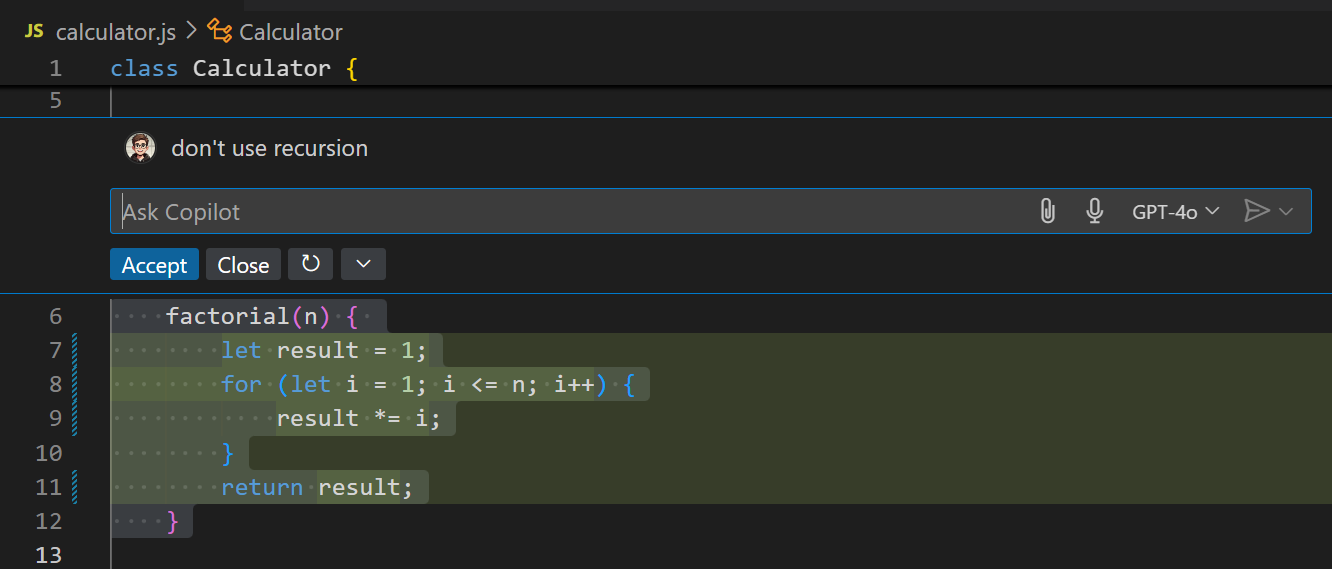 JS calculator.js > Calculator
1 class Calculator {
5
don't use recursion
Ask Copilot GPT-4o
Accept Close
6 factorial(n) {
7 let result = 1;
8 for (let i = 1; i <= n; i++) {
9 result *= i;
10 }
11 return result;
12 }
13